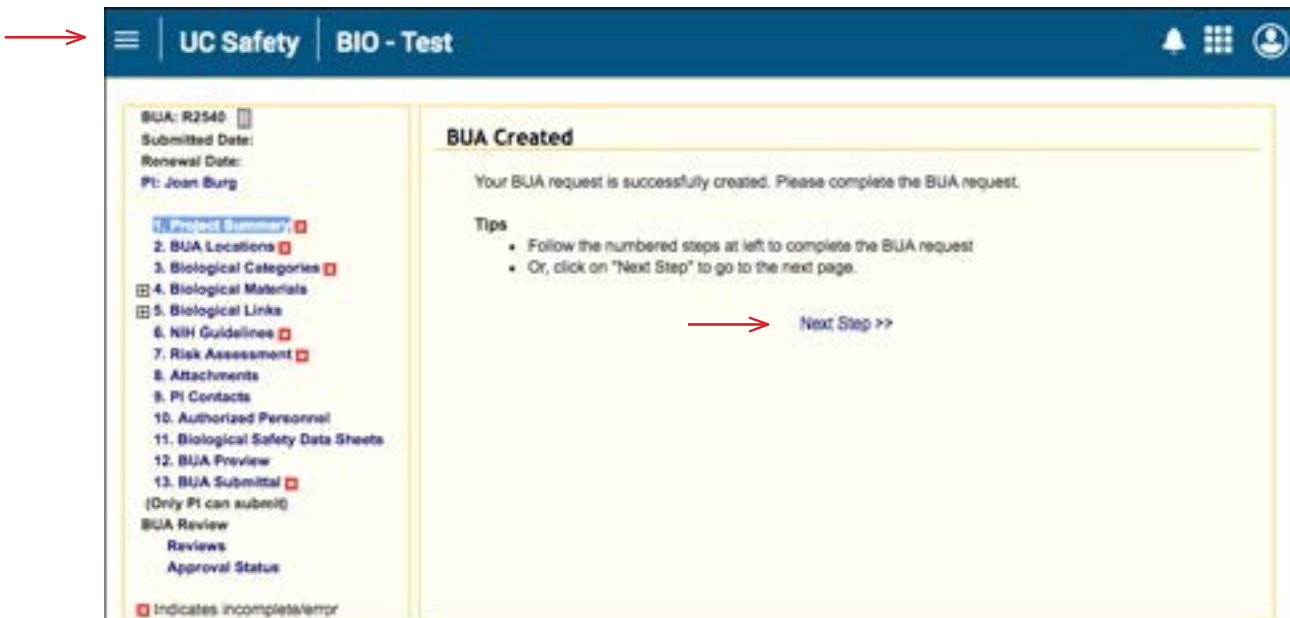 UC Safety BIO - Test
BUA: R2540
Submitted Date:
Renewal Date:
PI: Joan Burg
1. Project Summary
2. BUA Locations
3. Biological Categories
4. Biological Materials
5. Biological Links
6. NIH Guidelines
7. Risk Assessment
8. Attachments
9. PI Contacts
10. Authorized Personnel
11. Biological Safety Data Sheets
12. BUA Preview
13. BUA Submittal
(Only PI can submit)
BUA Review
Reviews
Approval Status
Indicates incomplete/error
BUA Created
Your BUA request is successfully created. Please complete the BUA request.
Tips
• Follow the numbered steps at left to complete the BUA request
• Or, click on "Next Step" to go to the next page.
Next Step >>